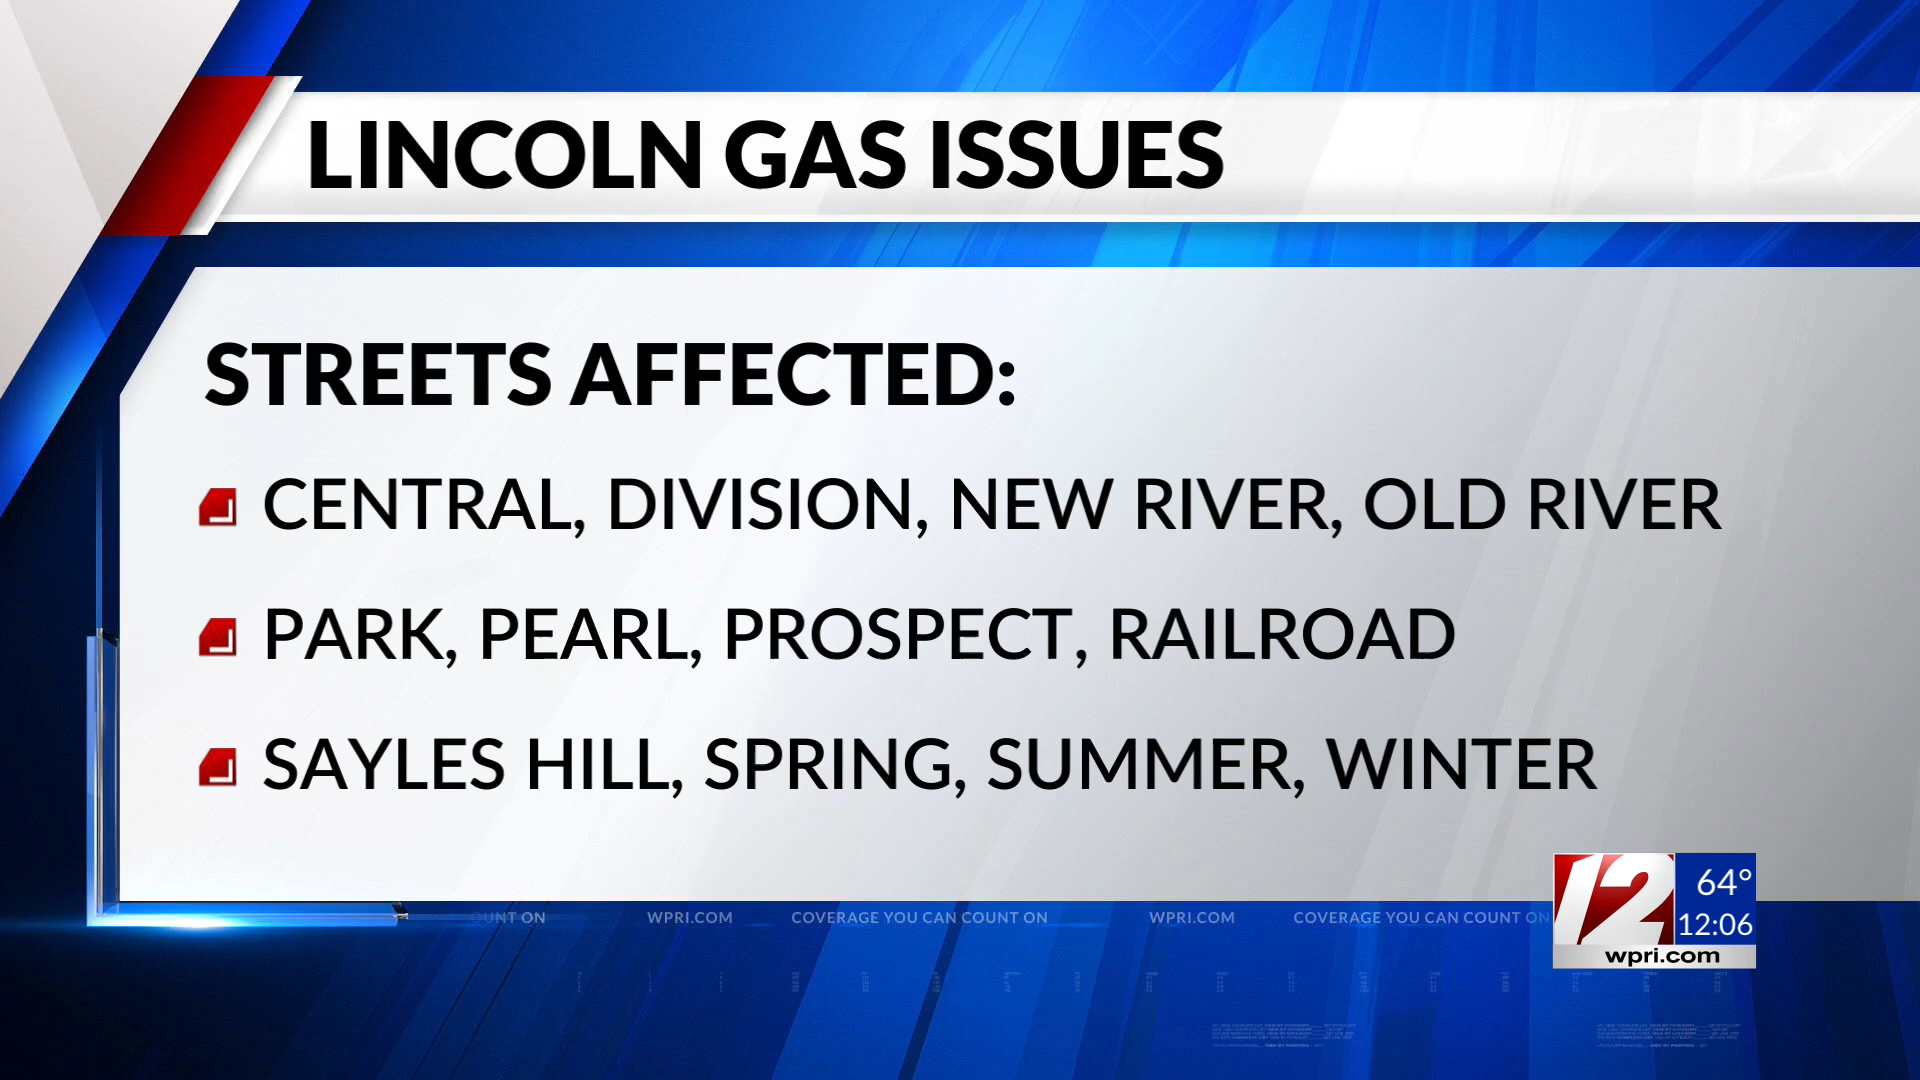 LINCOLN GAS ISSUES
STREETS AFFECTED:
CENTRAL, DIVISION, NEW RIVER, OLD RIVER
PARK, PEARL, PROSPECT, RAILROAD
SAYLES HILL, SPRING, SUMMER, WINTER
OUNT ON WPRI.COM COVERAGE YOU CAN COUNT ON WPRI.COM COVERAGE YOU CAN COUNT ON
12 64°
12:06
wpri.com